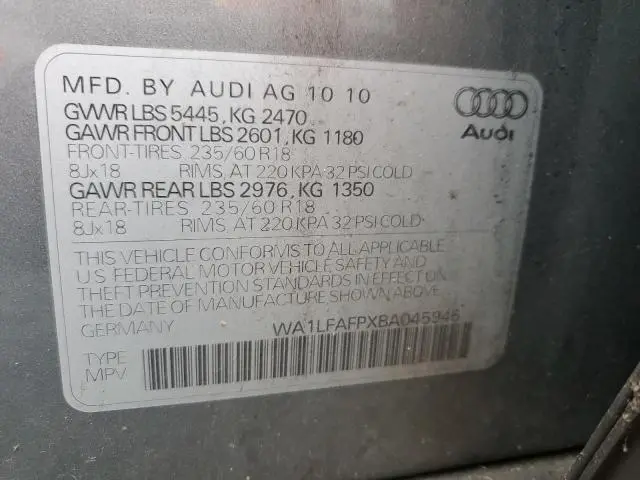 MFD. BY AUDI AG 10 10
GVWR LBS 5445, KG 2470
GAWR FRONT LBS 2601, KG 1180
FRONT-TIRES 235/60 R18
8Jx18 RIMS, AT 220 KPA 32 PSI COLD
GAWR REAR LBS 2976, KG 1350
REAR-TIRES 235/60 R18
8Jx18 RIMS, AT 220 KPA 32 PSI COLD
Audi
THIS VEHICLE CONFORMS TO ALL APPLICABLE
U S FEDERAL MOTOR VEHICLE SAFETY AND
THEFT PREVENTION STANDARDS IN EFFECT ON
THE DATE OF MANUFACTURE SHOWN ABOVE.
GERMANY WA1LFAFPXBA045946
TYPE
MPV